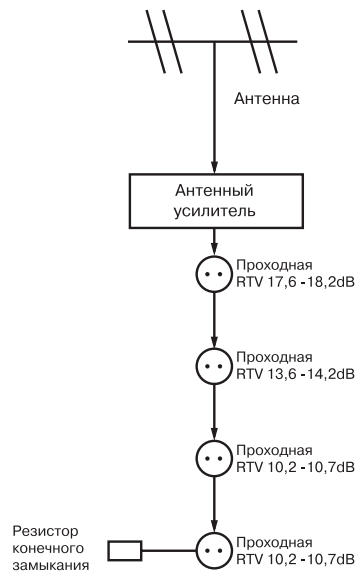 Антенна
Антенный
усилитель
Проходная
RTV 17,6 -18,2dB
Проходная
RTV 13,6 -14,2dB
Проходная
RTV 10,2 -10,7dB
Резистор
конечного
замыкания
Проходная
RTV 10,2 -10,7dB